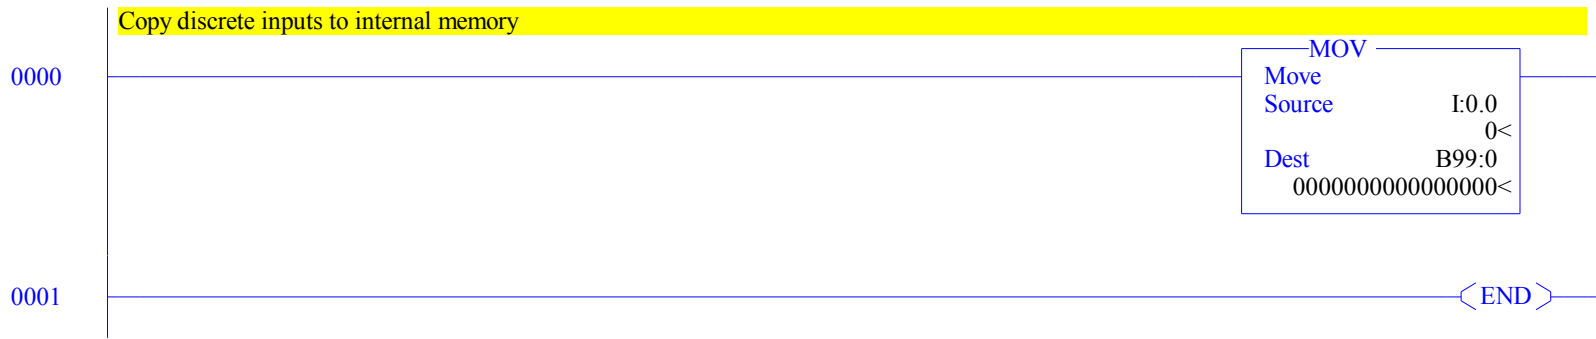 Copy discrete inputs to internal memory
MOV
0000
Move
Source I:0.0
0<
Dest B99:0
0000000000000000<
0001
END